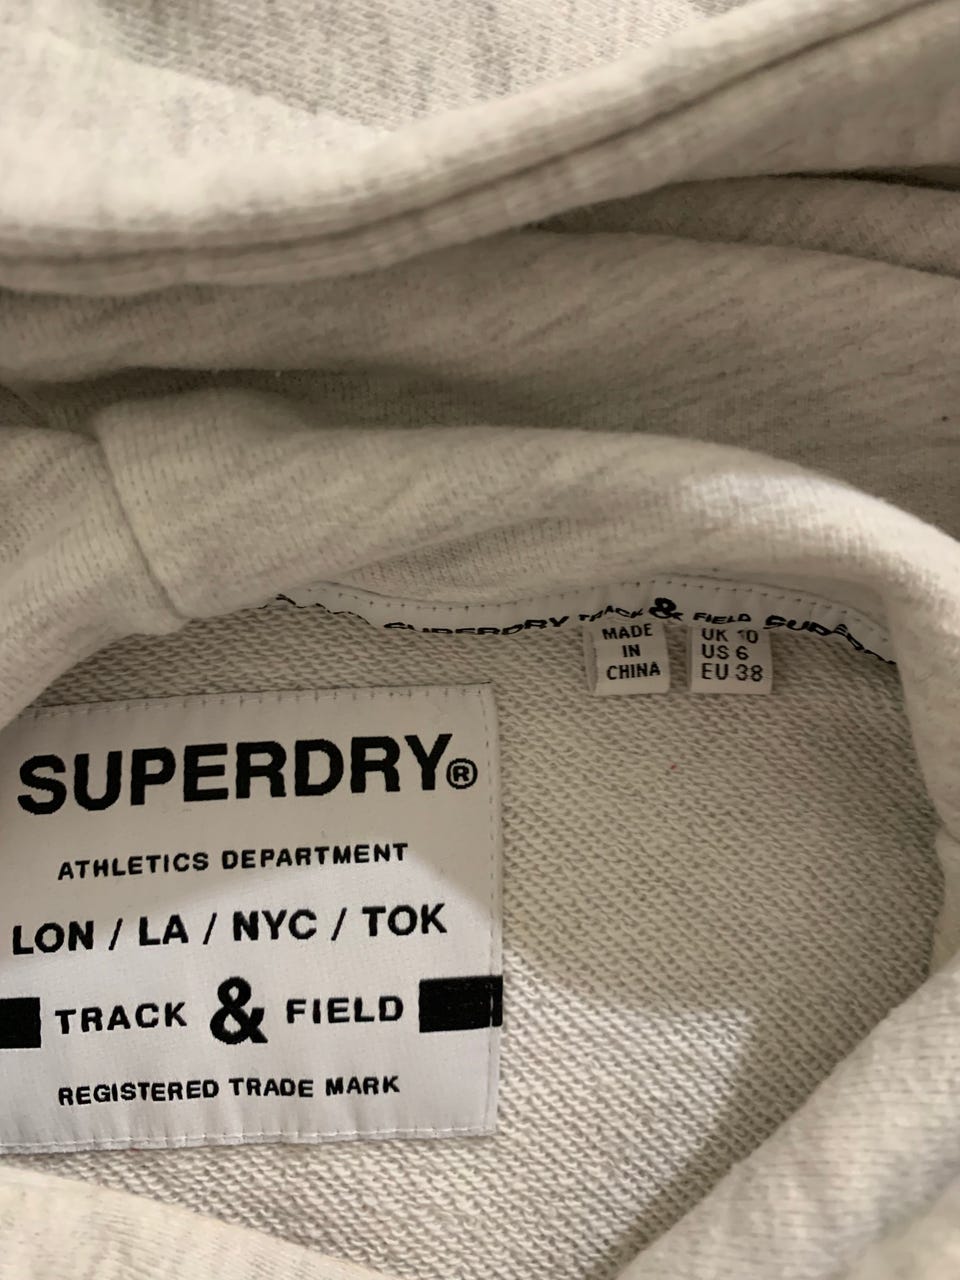 SUPERDRY TRACK & FIELD SUPERDRY
MADE
IN
CHINA
UK 10
US 6
EU 38
SUPERDRY®
ATHLETICS DEPARTMENT
LON / LA / NYC / TOK
TRACK & FIELD
REGISTERED TRADE MARK